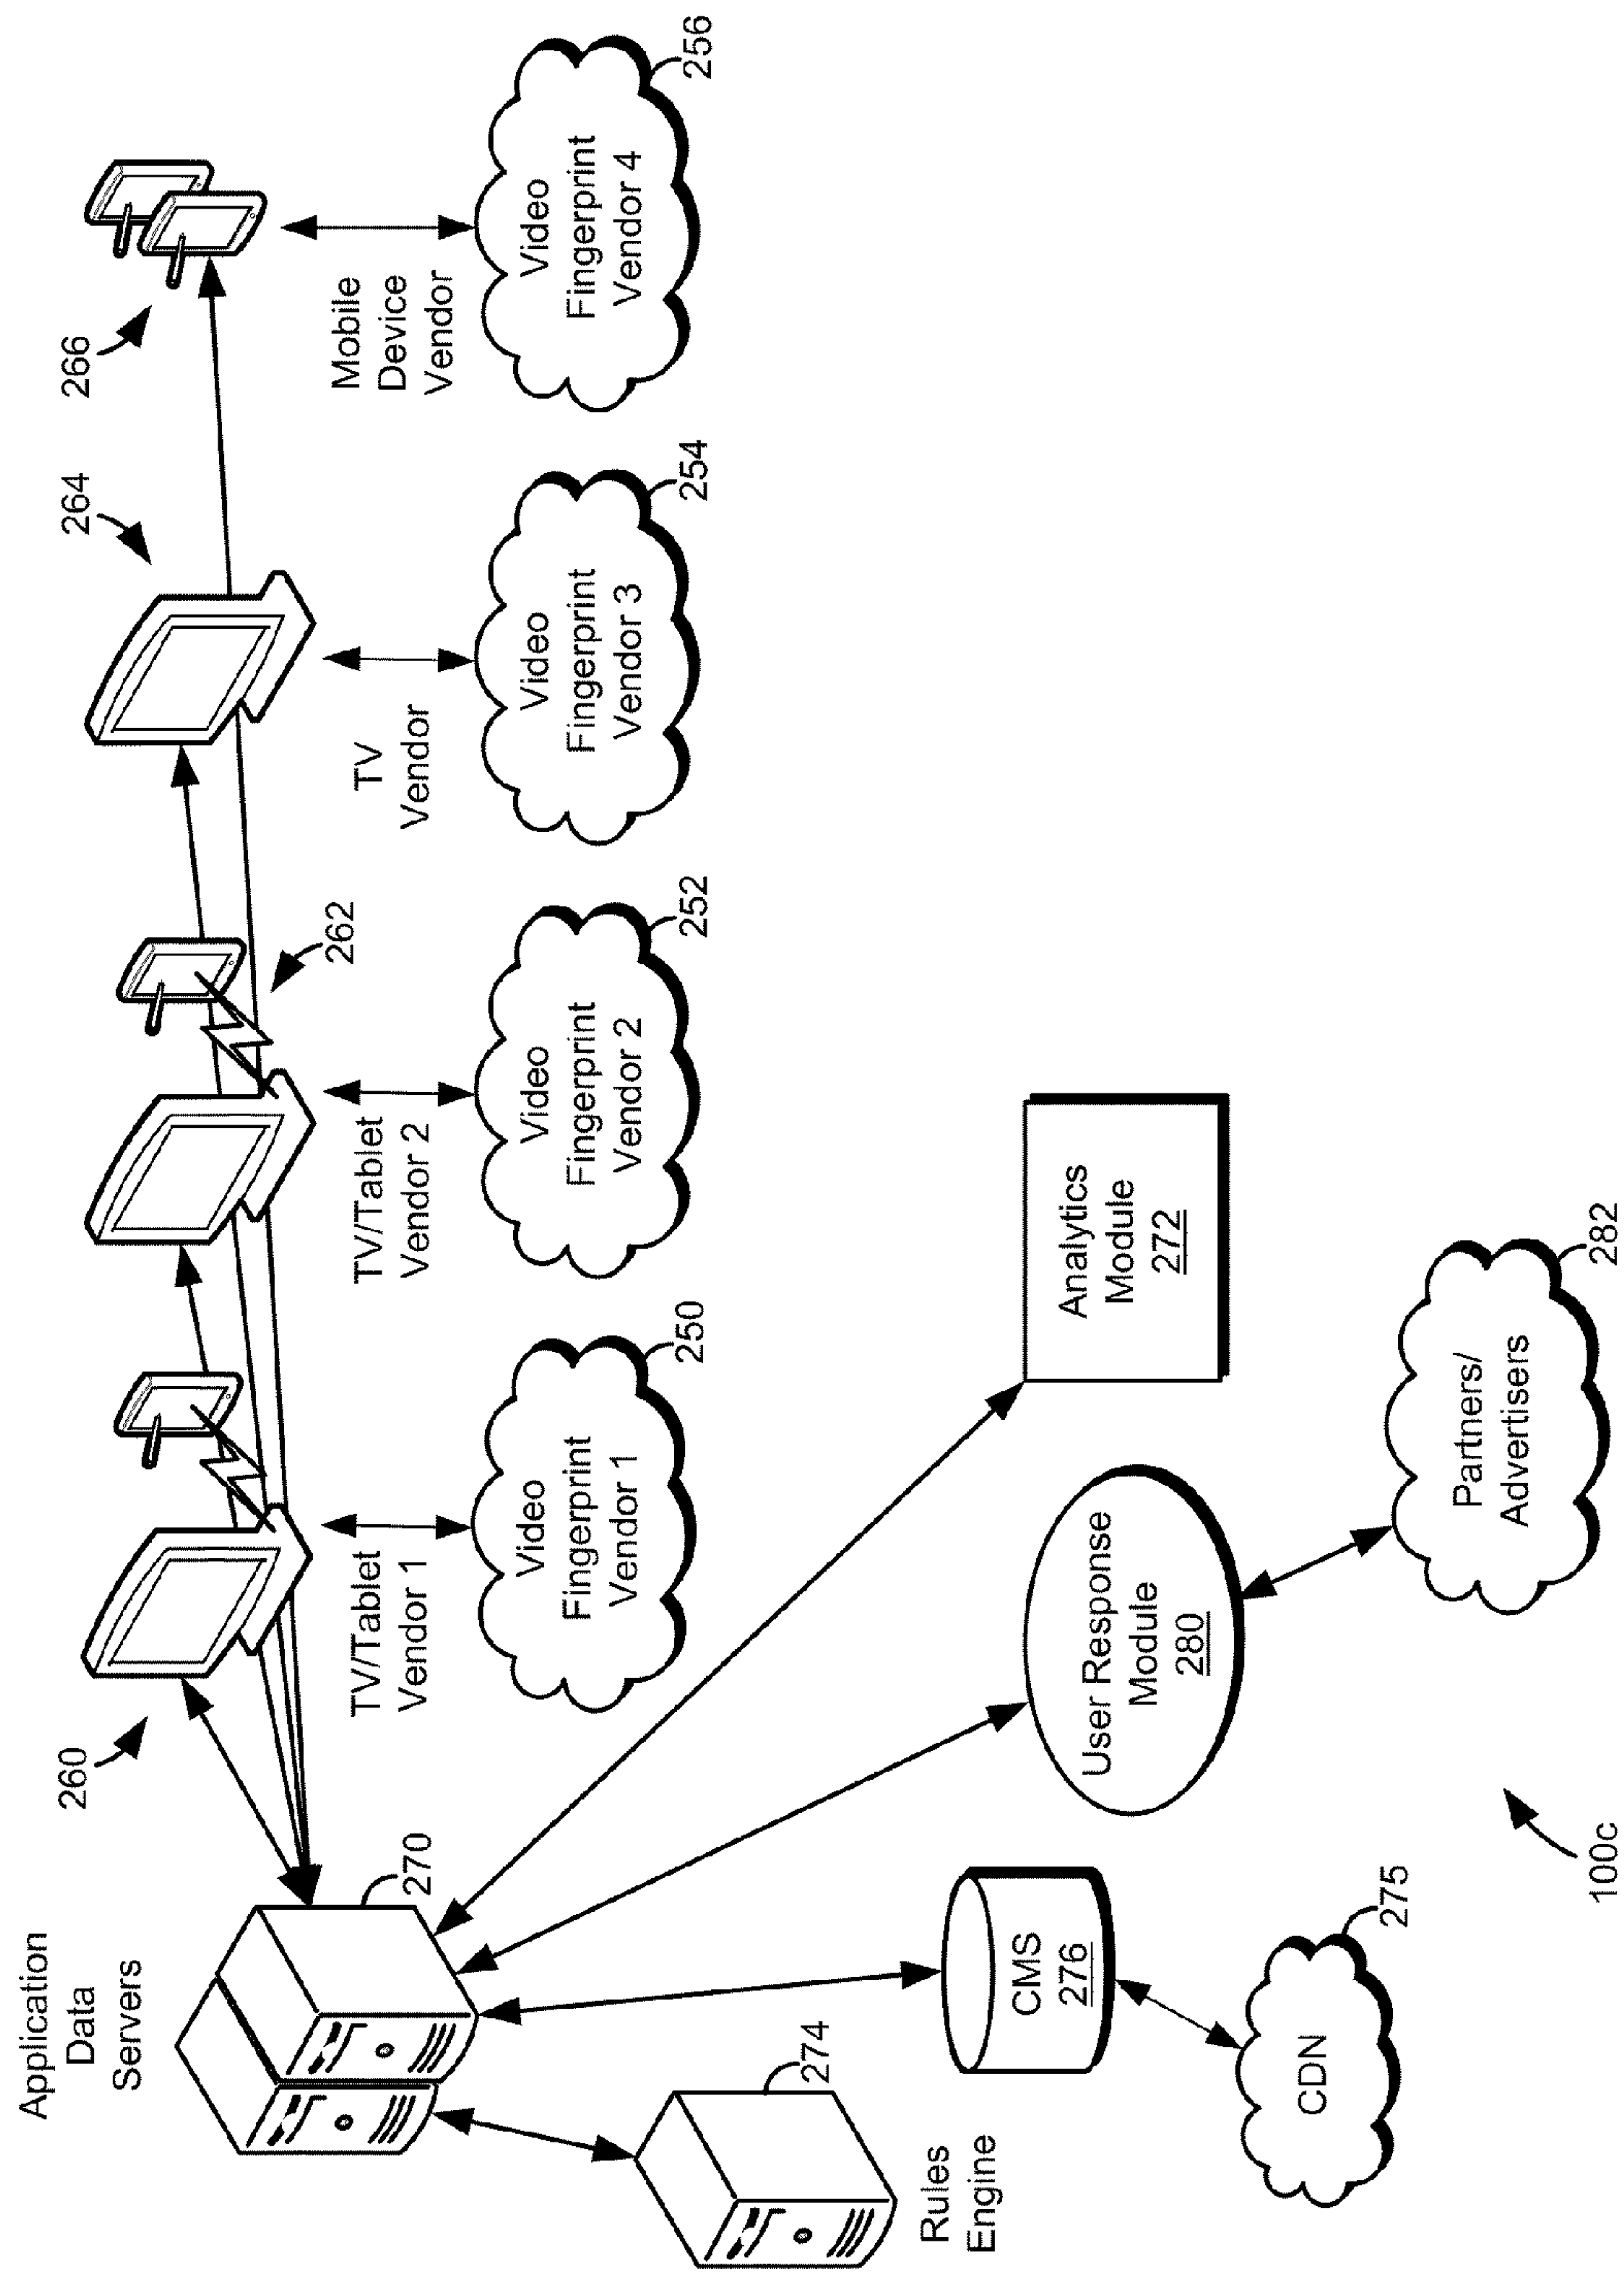 Application
Data
Servers
270
260
262
264
266
TV/Tablet
Vendor 1
TV/Tablet
Vendor 2
TV
Vendor
Mobile
Device
Vendor
Video
Fingerprint
Vendor 1
250
Video
Fingerprint
Vendor 2
252
Video
Fingerprint
Vendor 3
254
Video
Fingerprint
Vendor 4
256
274
Rules
Engine
CMS
276
CDN
275
User Response
Module
280
Analytics
Module
272
Partners/
Advertisers
282
100c